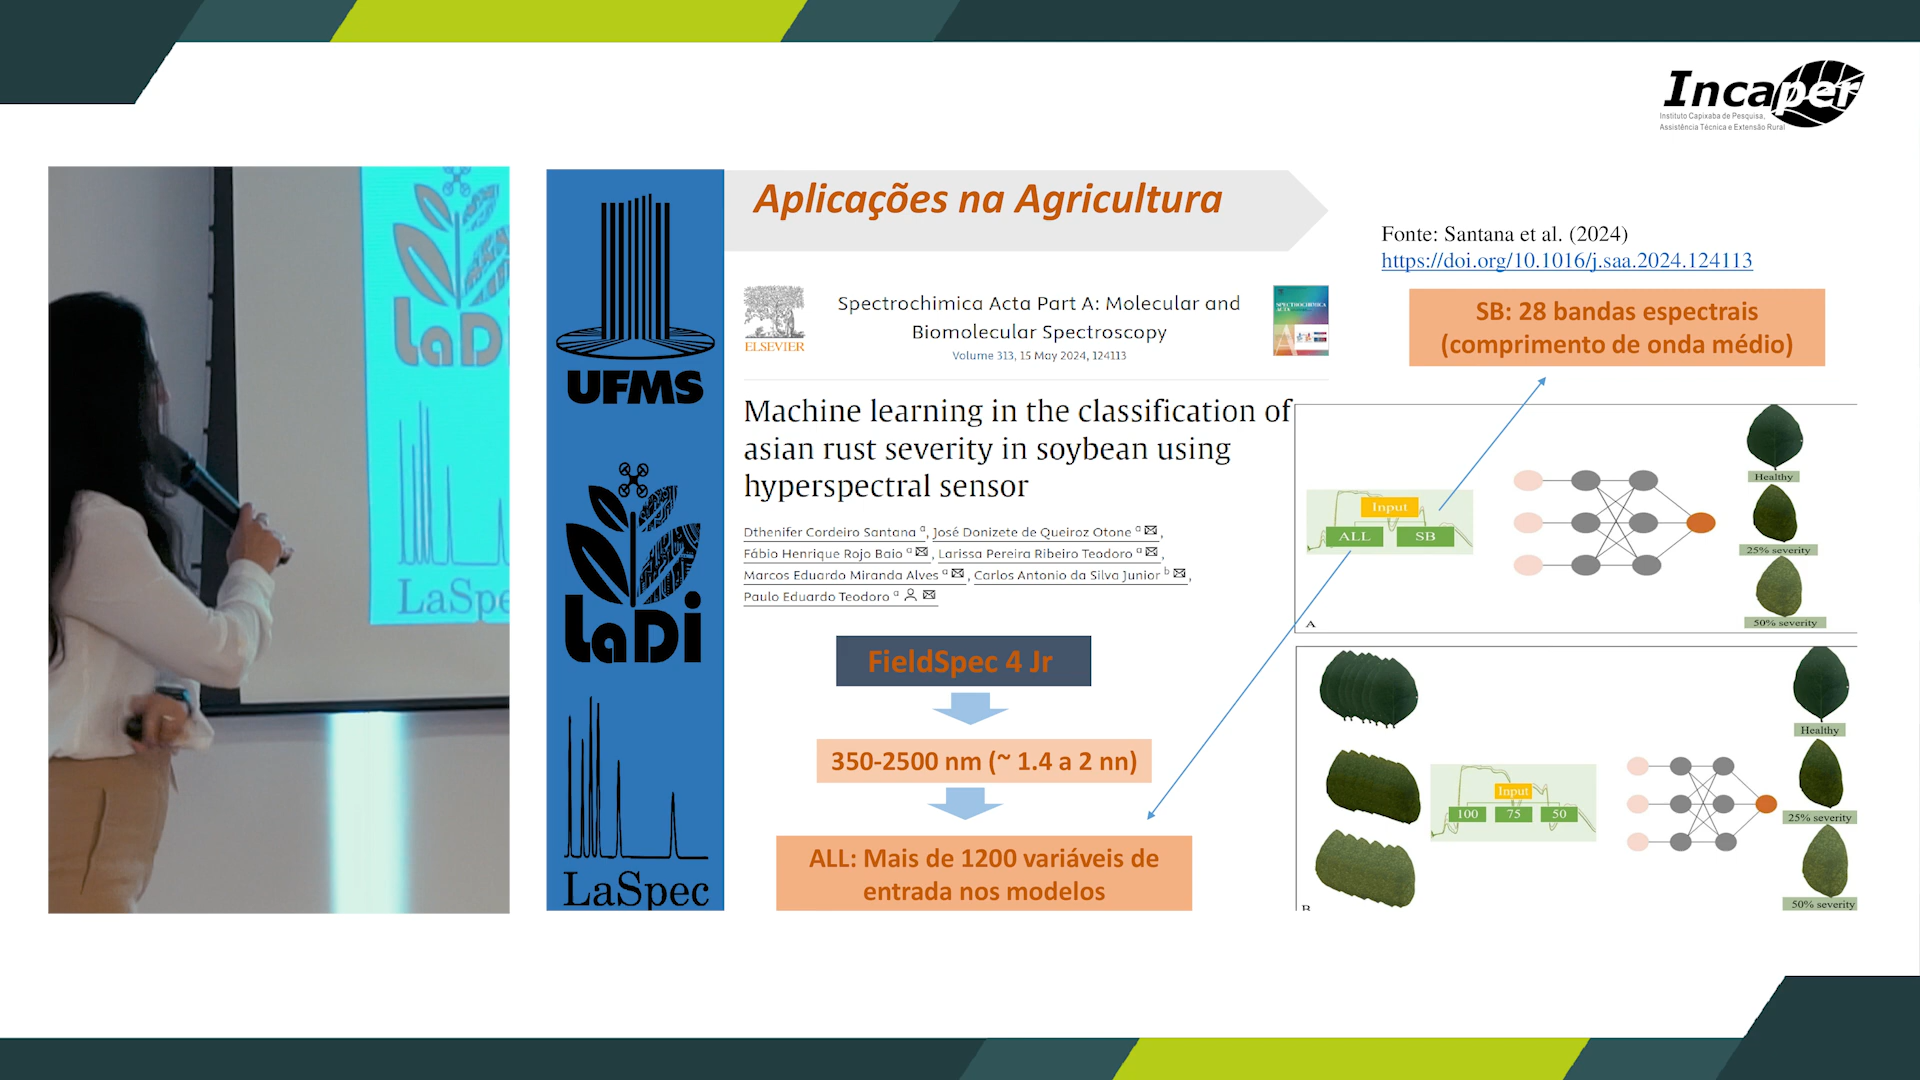 Incaper
Instituto Capixaba de Pesquisa,
Assistência Técnica e Extensão Rural
LaDi
LaSpe
UFMS
LaDi
LaSpec
Aplicações na Agricultura
Fonte: Santana et al. (2024)
https://doi.org/10.1016/j.saa.2024.124113
ELSEVIER
Spectrochimica Acta Part A: Molecular and
Biomolecular Spectroscopy
Volume 313, 15 May 2024, 124113
SPECTROCHIMICA
ACTA
A
Machine learning in the classification of
asian rust severity in soybean using
hyperspectral sensor
Dthenifer Cordeiro Santana a, José Donizete de Queiroz Otone a,
Fábio Henrique Rojo Baio a, Larissa Pereira Ribeiro Teodoro a,
Marcos Eduardo Miranda Alves a, Carlos Antonio da Silva Junior b,
Paulo Eduardo Teodoro a
FieldSpec 4 Jr
350-2500 nm (~ 1.4 a 2 nn)
ALL: Mais de 1200 variáveis de
entrada nos modelos
SB: 28 bandas espectrais
(comprimento de onda médio)
Input
ALL SB
Healthy
25% severity
50% severity
A
Input
100 75 50
Healthy
25% severity
50% severity
B